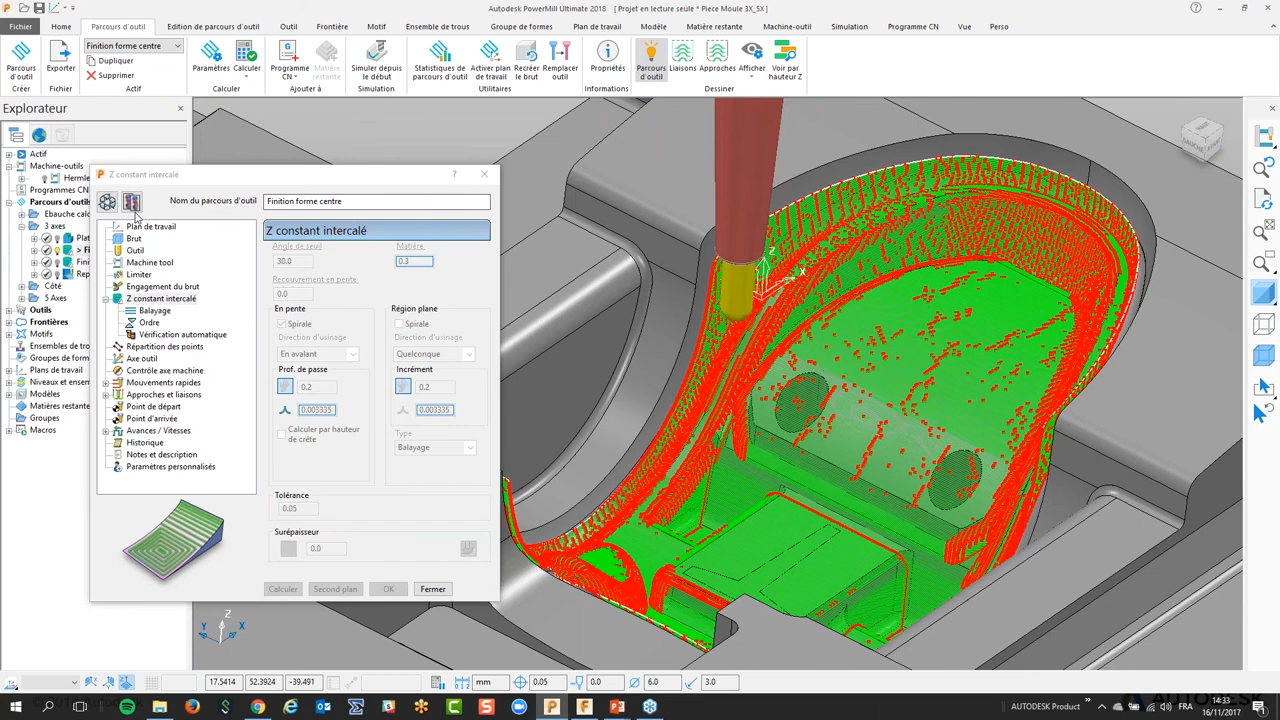 Autodesk PowerMill Ultimate 2018    [ Projet en lecture seule * Piece Moule 3X_5X ]
Fichier Parcours d'outil Edition de parcours d'outil Outil Frontière Motif Ensemble de trous Groupe de formes Plan de travail Modèle Matière restante Machine-outil Simulation Programme CN Vue Perso
Parcours d'outil
Créer
Exporter
Fichier
Finition forme centre
Dupliquer
Supprimer
Actif
Paramètres
Calculer
Calculer
Programme CN
Matière restante
Ajouter à
Simuler depuis le début
Simulation
Statistiques de parcours d'outil
Activer plan de travail
Recréer le brut
Remplacer outil
Utilitaires
Propriétés
Informations
Parcours d'outil
Liaisons
Approches
Afficher
Voir par hauteur Z
Dessiner
Explorateur
Actif
Machine-outils
Hermle
Programmes CN
Parcours d'outils
Ebauche calc
3 axes
Plat
> Fini
Fini
Rep
Côté
5 Axes
Outils
Frontières
Motifs
Ensembles de tro
Groupes de form
Plans de travail
Niveaux et ensem
Modèles
Matières restante
Groupes
Macros
Z constant intercalé
Nom du parcours d'outil Finition forme centre
Plan de travail
Brut
Outil
Machine tool
Limiter
Engagement du brut
Z constant intercalé
Balayage
Ordre
Vérification automatique
Répartition des points
Axe outil
Contrôle axe machine
Mouvements rapides
Approches et liaisons
Point de départ
Point d'arrivée
Avances / Vitesses
Historique
Notes et description
Paramètres personnalisés
Z constant intercalé
Angle de seuil
30.0
Matière
0.3
Recouvrement en pente
0.0
En pente
Spirale
Direction d'usinage
En avalant
Prof. de passe
0.2
0.003335
Calculer par hauteur de crête
Région plane
Spirale
Direction d'usinage
Quelconque
Incrément
0.2
0.003335
Type
Balayage
Tolérance
0.05
Surépaisseur
0.0
Calculer Second plan OK Fermer
Z
X
Z
Y
X
17.5414 52.3924 -39.491 mm 0.05 0.0 6.0 3.0
AUTODESK Product
FRA
14:33
16/11/2017